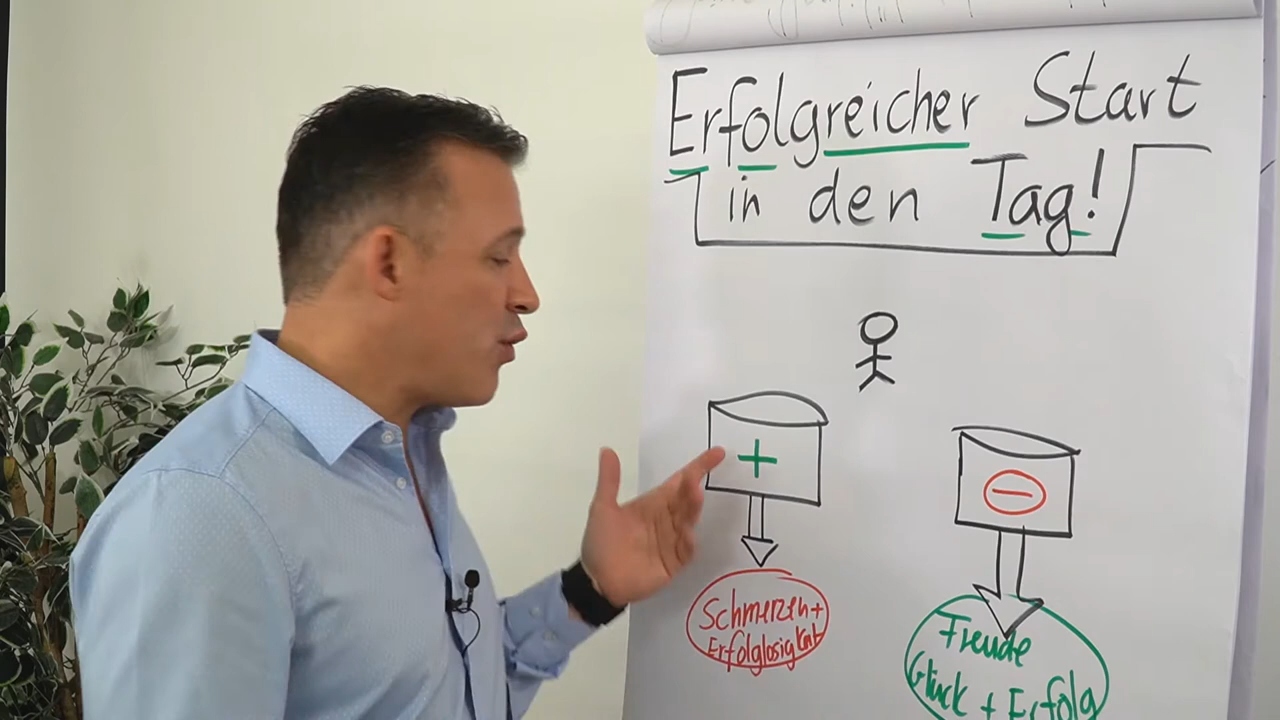 Erfolgreicher Start
in den Tag!
+
−
Schmerzen +
Erfolglosigkeit
Freude
Glück + Erfolg